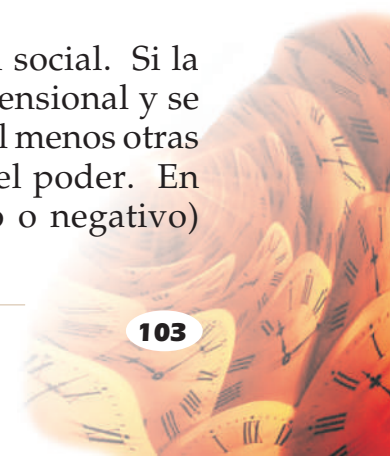 social. Si la
ensional y se
menos otras
el poder. En
o negativo)
103